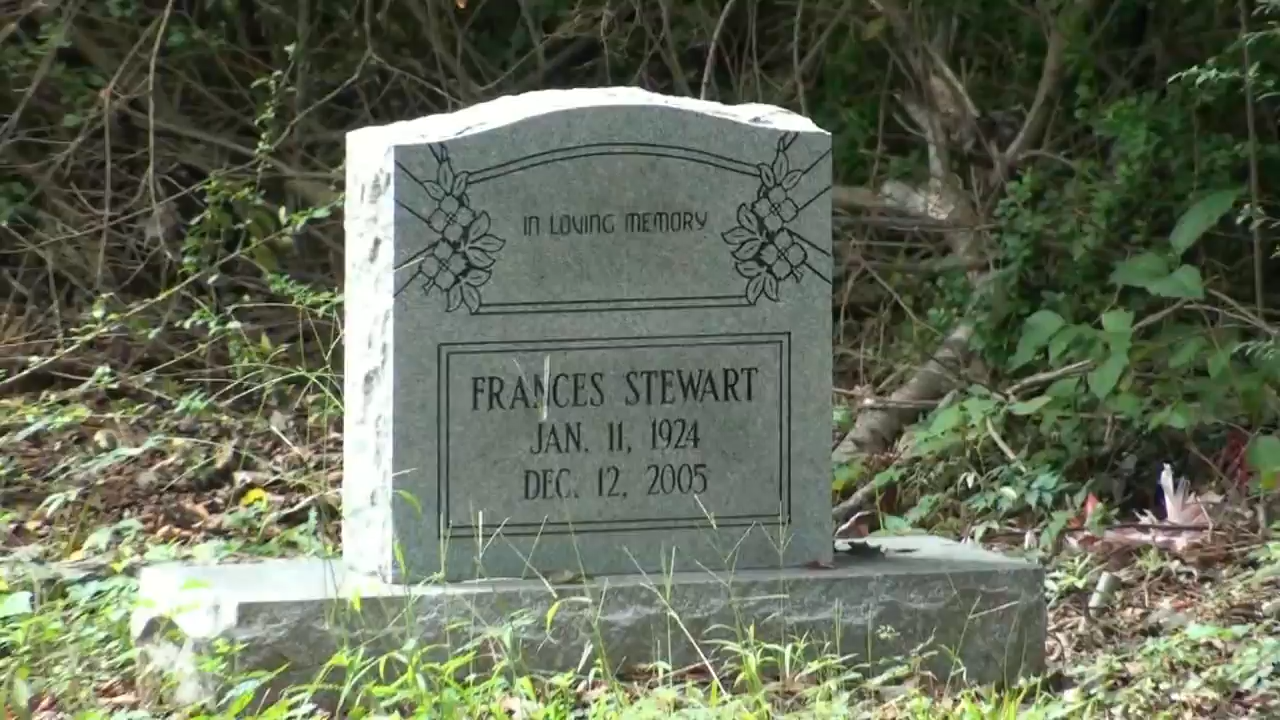 IN LOVING MEMORY
FRANCES STEWART
JAN. 11, 1924
DEC. 12, 2005